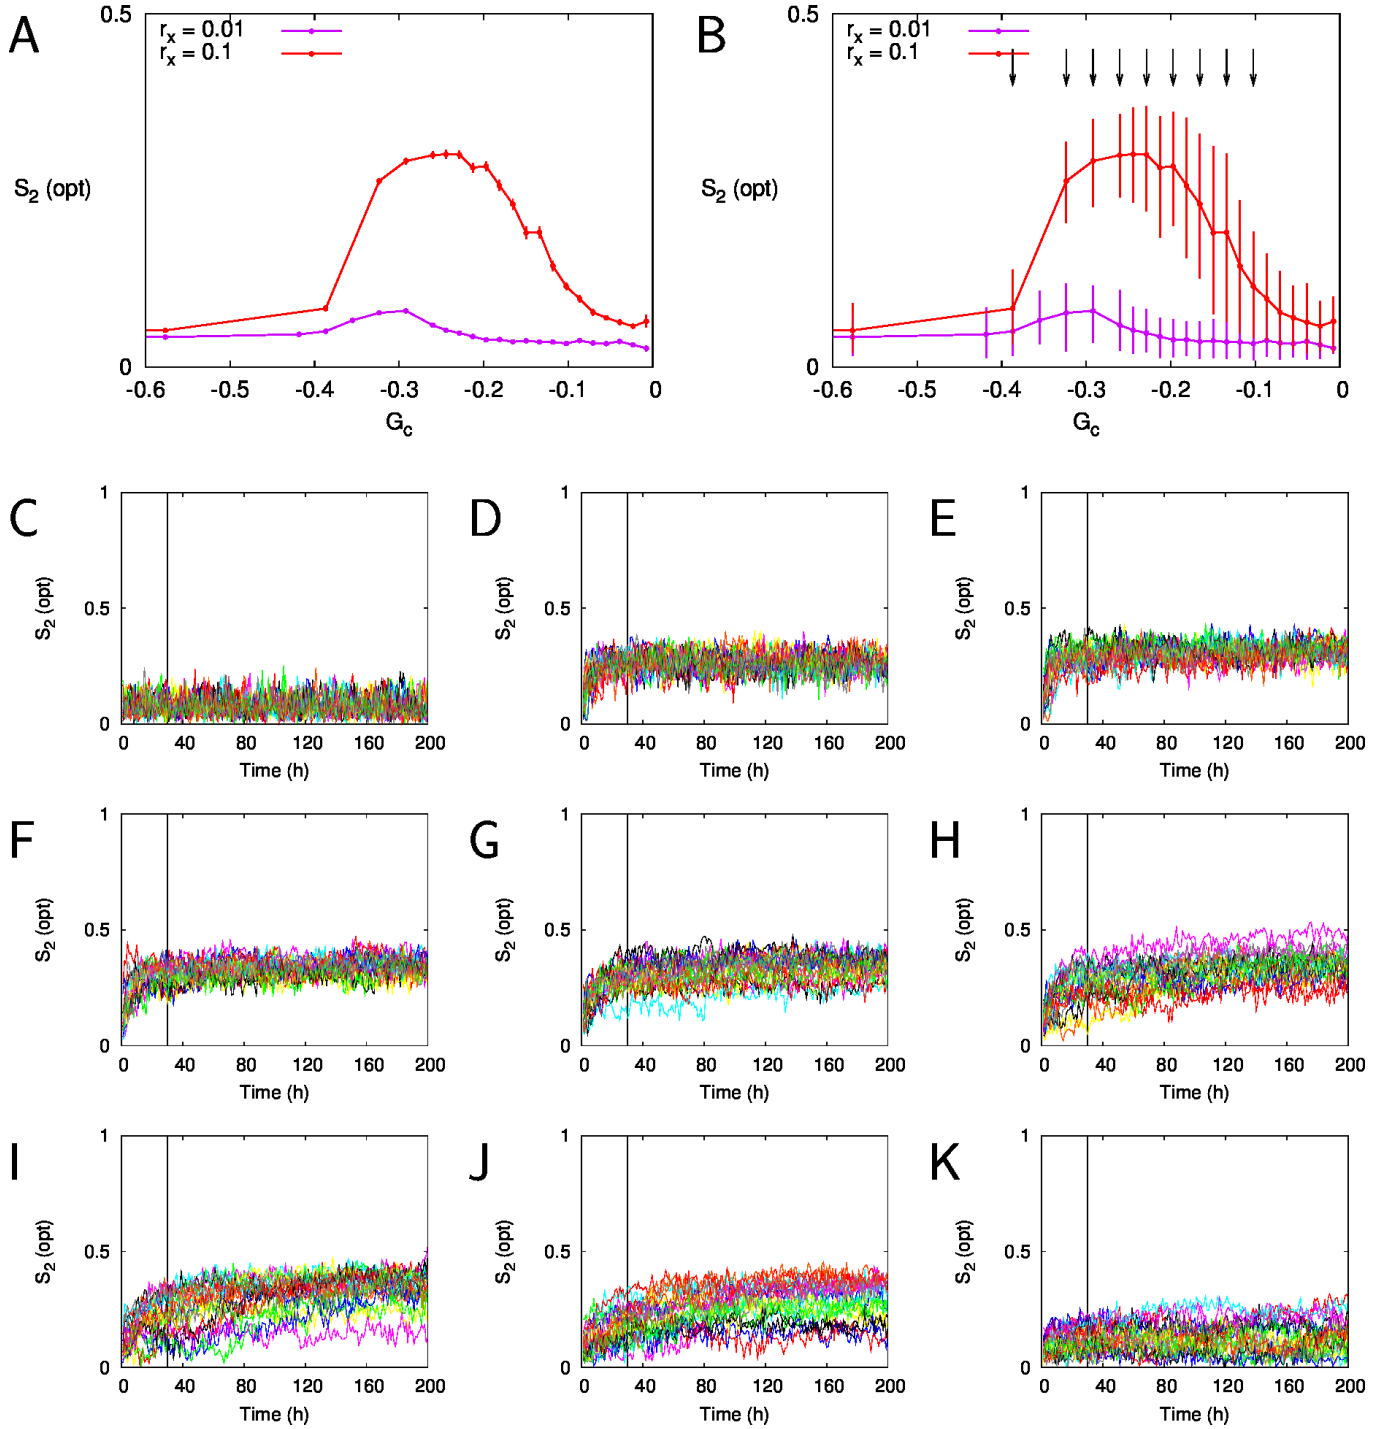 A
0.5
r_x = 0.01
r_x = 0.1
S_2 (opt)
0
-0.6 -0.5 -0.4 -0.3 -0.2 -0.1 0
G_c
B
0.5
r_x = 0.01
r_x = 0.1
S_2 (opt)
0
-0.6 -0.5 -0.4 -0.3 -0.2 -0.1 0
G_c
C
1
0.5
0
S_2 (opt)
0 40 80 120 160 200
Time (h)
D
1
0.5
0
S_2 (opt)
0 40 80 120 160 200
Time (h)
E
1
0.5
0
S_2 (opt)
0 40 80 120 160 200
Time (h)
F
1
0.5
0
S_2 (opt)
0 40 80 120 160 200
Time (h)
G
1
0.5
0
S_2 (opt)
0 40 80 120 160 200
Time (h)
H
1
0.5
0
S_2 (opt)
0 40 80 120 160 200
Time (h)
I
1
0.5
0
S_2 (opt)
0 40 80 120 160 200
Time (h)
J
1
0.5
0
S_2 (opt)
0 40 80 120 160 200
Time (h)
K
1
0.5
0
S_2 (opt)
0 40 80 120 160 200
Time (h)